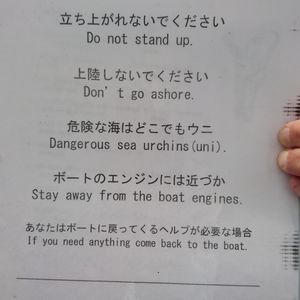 立ち上がれないでください
Do not stand up.
上陸しないでください
Don't go ashore.
危険な海はどこでもウニ
Dangerous sea urchins(uni).
ボートのエンジンには近づか
Stay away from the boat engines.
あなたはボートに戻ってくるヘルプが必要な場合
If you need anything come back to the boat.